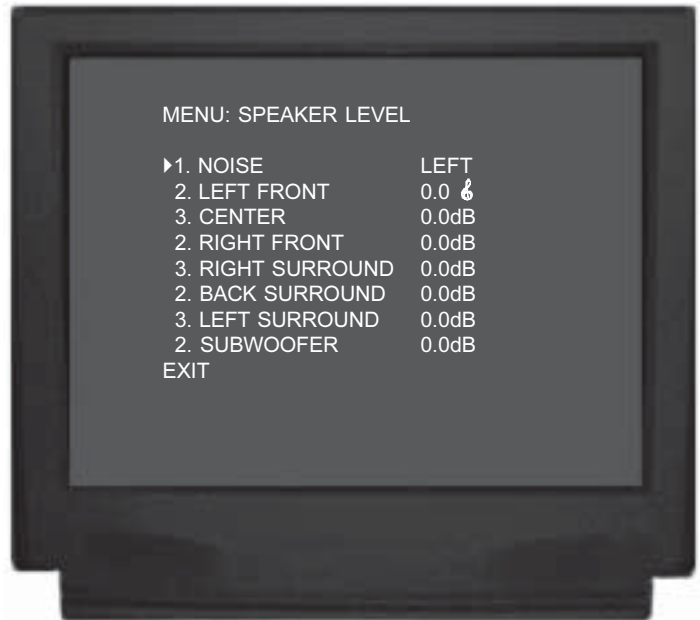 MENU: SPEAKER LEVEL
1. NOISE LEFT
2. LEFT FRONT 0.0
3. CENTER 0.0dB
2. RIGHT FRONT 0.0dB
3. RIGHT SURROUND 0.0dB
2. BACK SURROUND 0.0dB
3. LEFT SURROUND 0.0dB
2. SUBWOOFER 0.0dB
EXIT